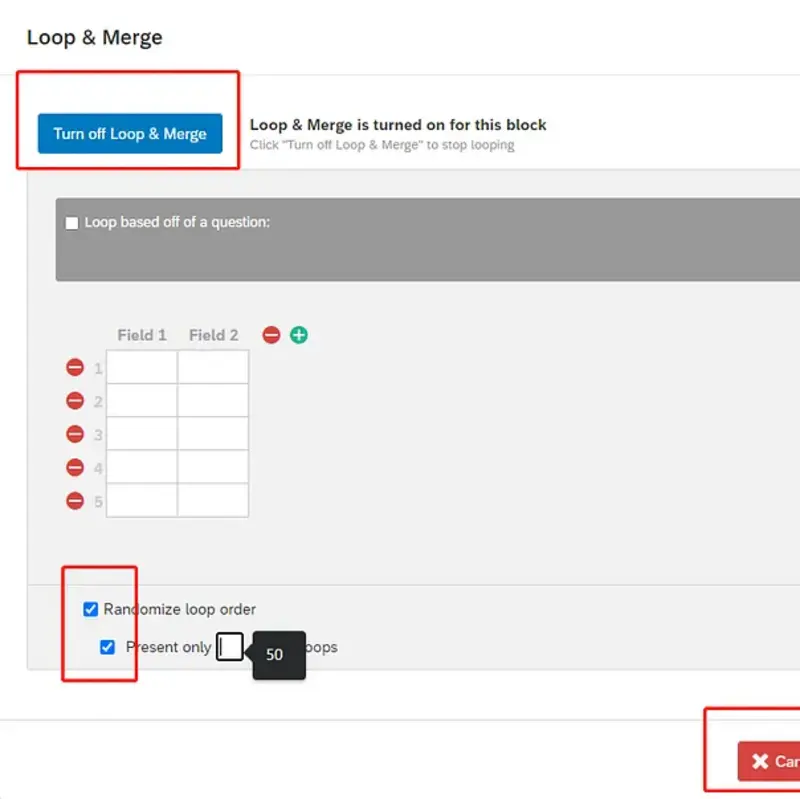 Loop & Merge
Turn off Loop & Merge
Loop & Merge is turned on for this block
Click "Turn off Loop & Merge" to stop looping
Loop based off of a question:
Field 1 Field 2
1
2
3
4
5
Randomize loop order
Present only 50 oops